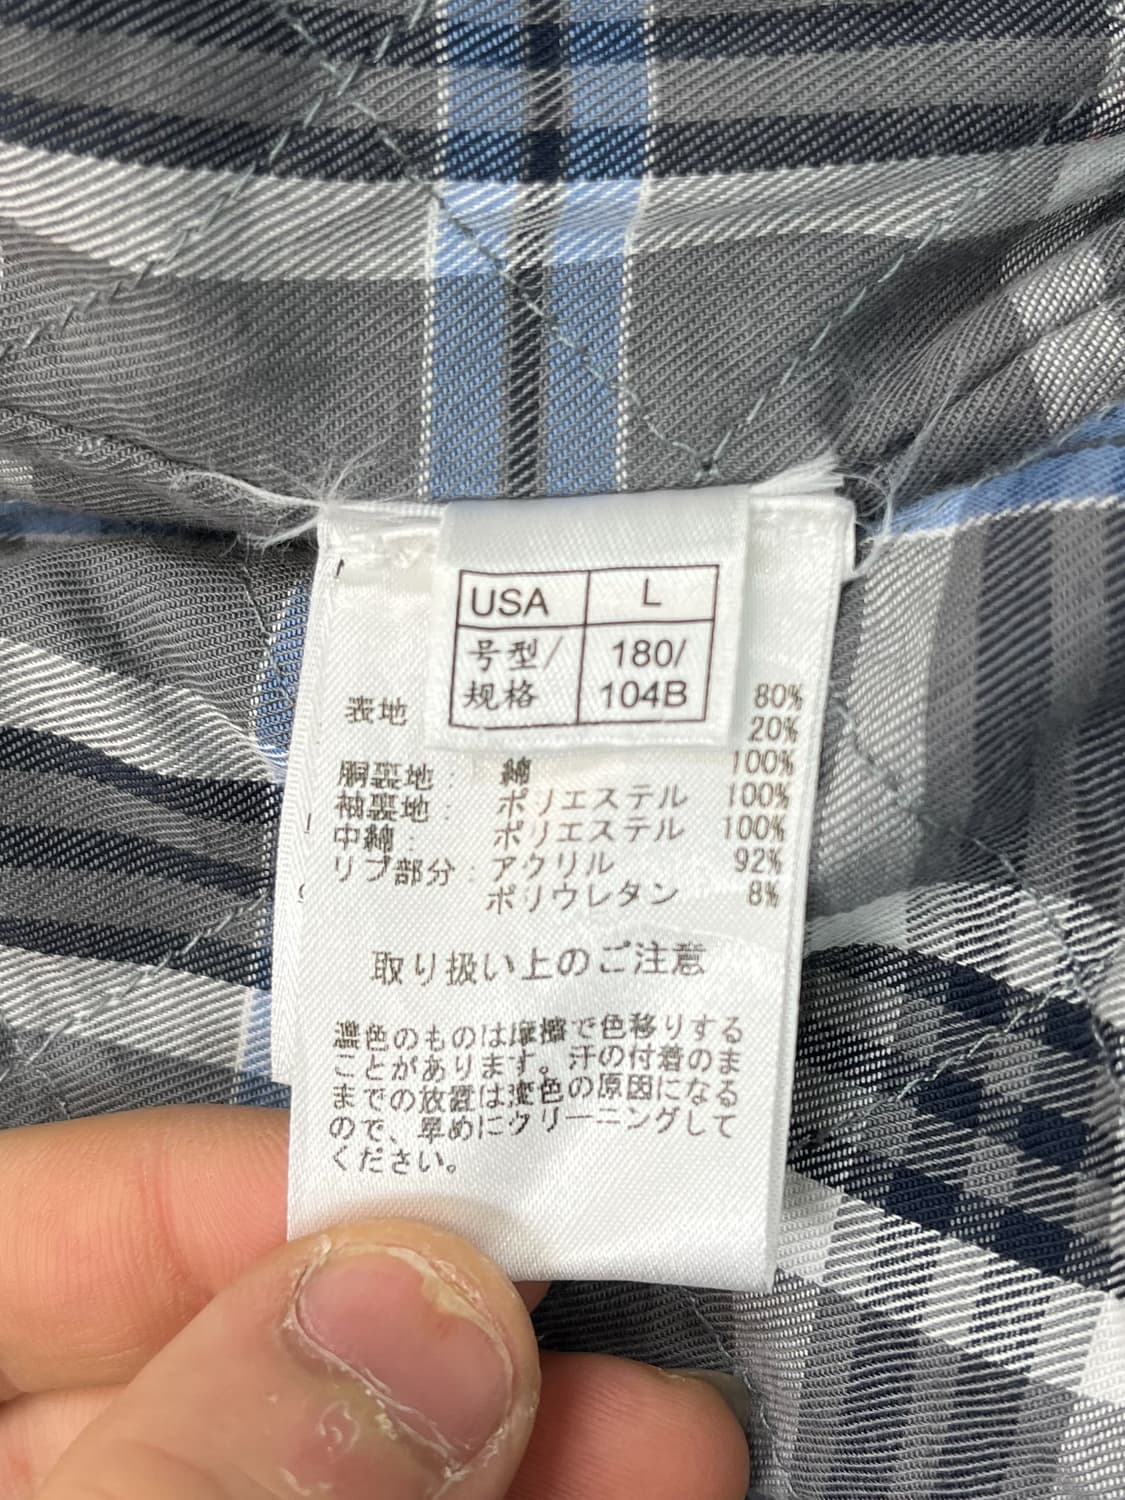 USA L
号型/ 180/
规格 104B
表地 80%
20%
100%
胴裏地: 綿
袖裏地: ポリエステル 100%
中綿: ポリエステル 100%
リブ部分: アクリル 92%
ポリウレタン 8%
取り扱い上のご注意
濃色のものは摩擦で色移りする
ことがあります。汗の付着のま
までの放置は変色の原因になる
ので、早めにクリーニングして
ください。